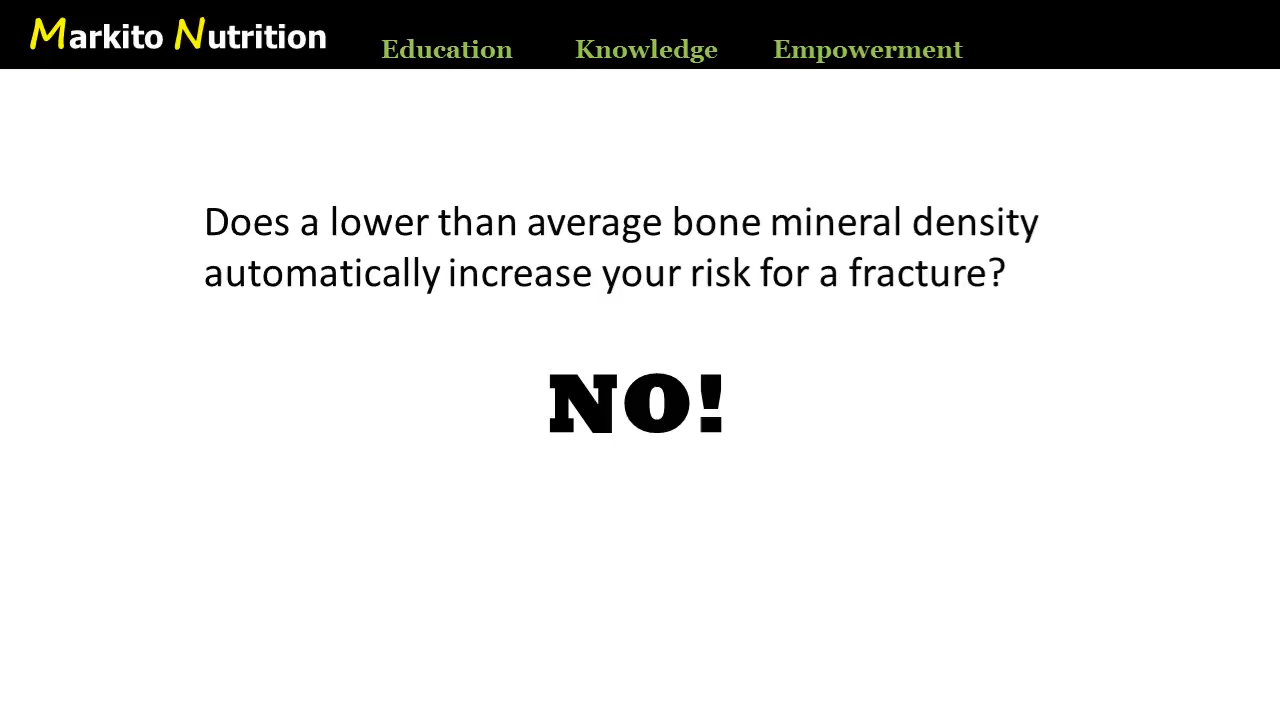 Markito Nutrition
Education Knowledge Empowerment
Does a lower than average bone mineral density
automatically increase your risk for a fracture?
NO!